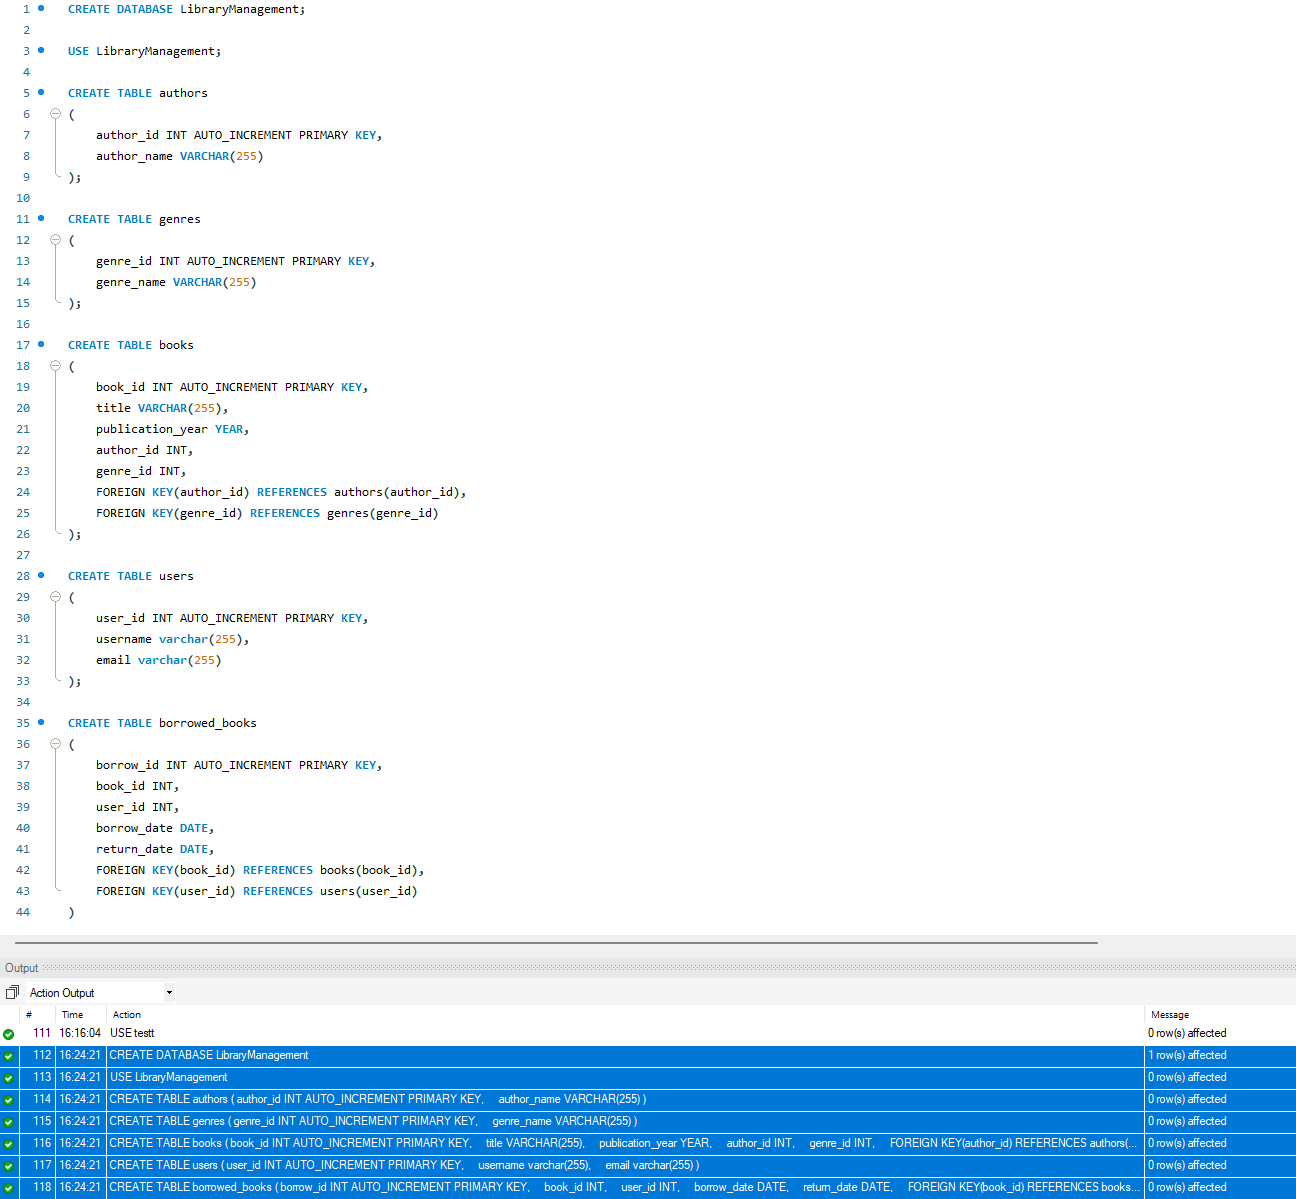 1 CREATE DATABASE LibraryManagement;
2
3 USE LibraryManagement;
4
5 CREATE TABLE authors
6 (
7 author_id INT AUTO_INCREMENT PRIMARY KEY,
8 author_name VARCHAR(255)
9 );
10
11 CREATE TABLE genres
12 (
13 genre_id INT AUTO_INCREMENT PRIMARY KEY,
14 genre_name VARCHAR(255)
15 );
16
17 CREATE TABLE books
18 (
19 book_id INT AUTO_INCREMENT PRIMARY KEY,
20 title VARCHAR(255),
21 publication_year YEAR,
22 author_id INT,
23 genre_id INT,
24 FOREIGN KEY(author_id) REFERENCES authors(author_id),
25 FOREIGN KEY(genre_id) REFERENCES genres(genre_id)
26 );
27
28 CREATE TABLE users
29 (
30 user_id INT AUTO_INCREMENT PRIMARY KEY,
31 username varchar(255),
32 email varchar(255)
33 );
34
35 CREATE TABLE borrowed_books
36 (
37 borrow_id INT AUTO_INCREMENT PRIMARY KEY,
38 book_id INT,
39 user_id INT,
40 borrow_date DATE,
41 return_date DATE,
42 FOREIGN KEY(book_id) REFERENCES books(book_id),
43 FOREIGN KEY(user_id) REFERENCES users(user_id)
44 )
Output
Action Output
# Time Action Message
111 16:16:04 USE testt 0 row(s) affected
112 16:24:21 CREATE DATABASE LibraryManagement 1 row(s) affected
113 16:24:21 USE LibraryManagement 0 row(s) affected
114 16:24:21 CREATE TABLE authors ( author_id INT AUTO_INCREMENT PRIMARY KEY, author_name VARCHAR(255) ) 0 row(s) affected
115 16:24:21 CREATE TABLE genres ( genre_id INT AUTO_INCREMENT PRIMARY KEY, genre_name VARCHAR(255) ) 0 row(s) affected
116 16:24:21 CREATE TABLE books ( book_id INT AUTO_INCREMENT PRIMARY KEY, title VARCHAR(255), publication_year YEAR, author_id INT, genre_id INT, FOREIGN KEY(author_id) REFERENCES authors(... 0 row(s) affected
117 16:24:21 CREATE TABLE users ( user_id INT AUTO_INCREMENT PRIMARY KEY, username varchar(255), email varchar(255) ) 0 row(s) affected
118 16:24:21 CREATE TABLE borrowed_books ( borrow_id INT AUTO_INCREMENT PRIMARY KEY, book_id INT, user_id INT, borrow_date DATE, return_date DATE, FOREIGN KEY(book_id) REFERENCES books... 0 row(s) affected